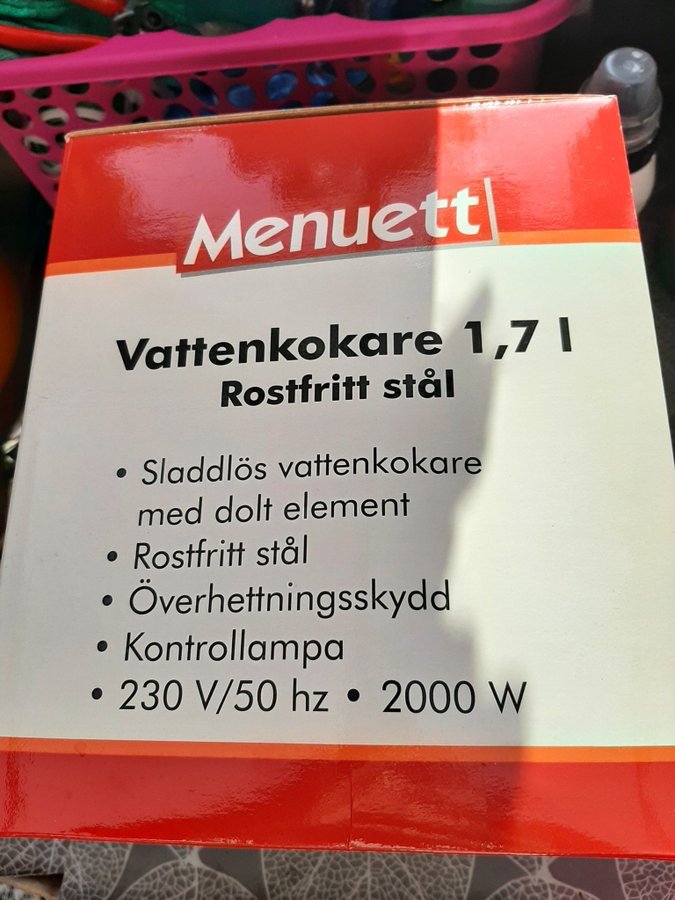 Menuett
Vattenkokare 1,7 l
Rostfritt stål
• Sladdlös vattenkokare
med dolt element
• Rostfritt stål
• Överhettningsskydd
• Kontrollampa
• 230 V/50 hz • 2000 W